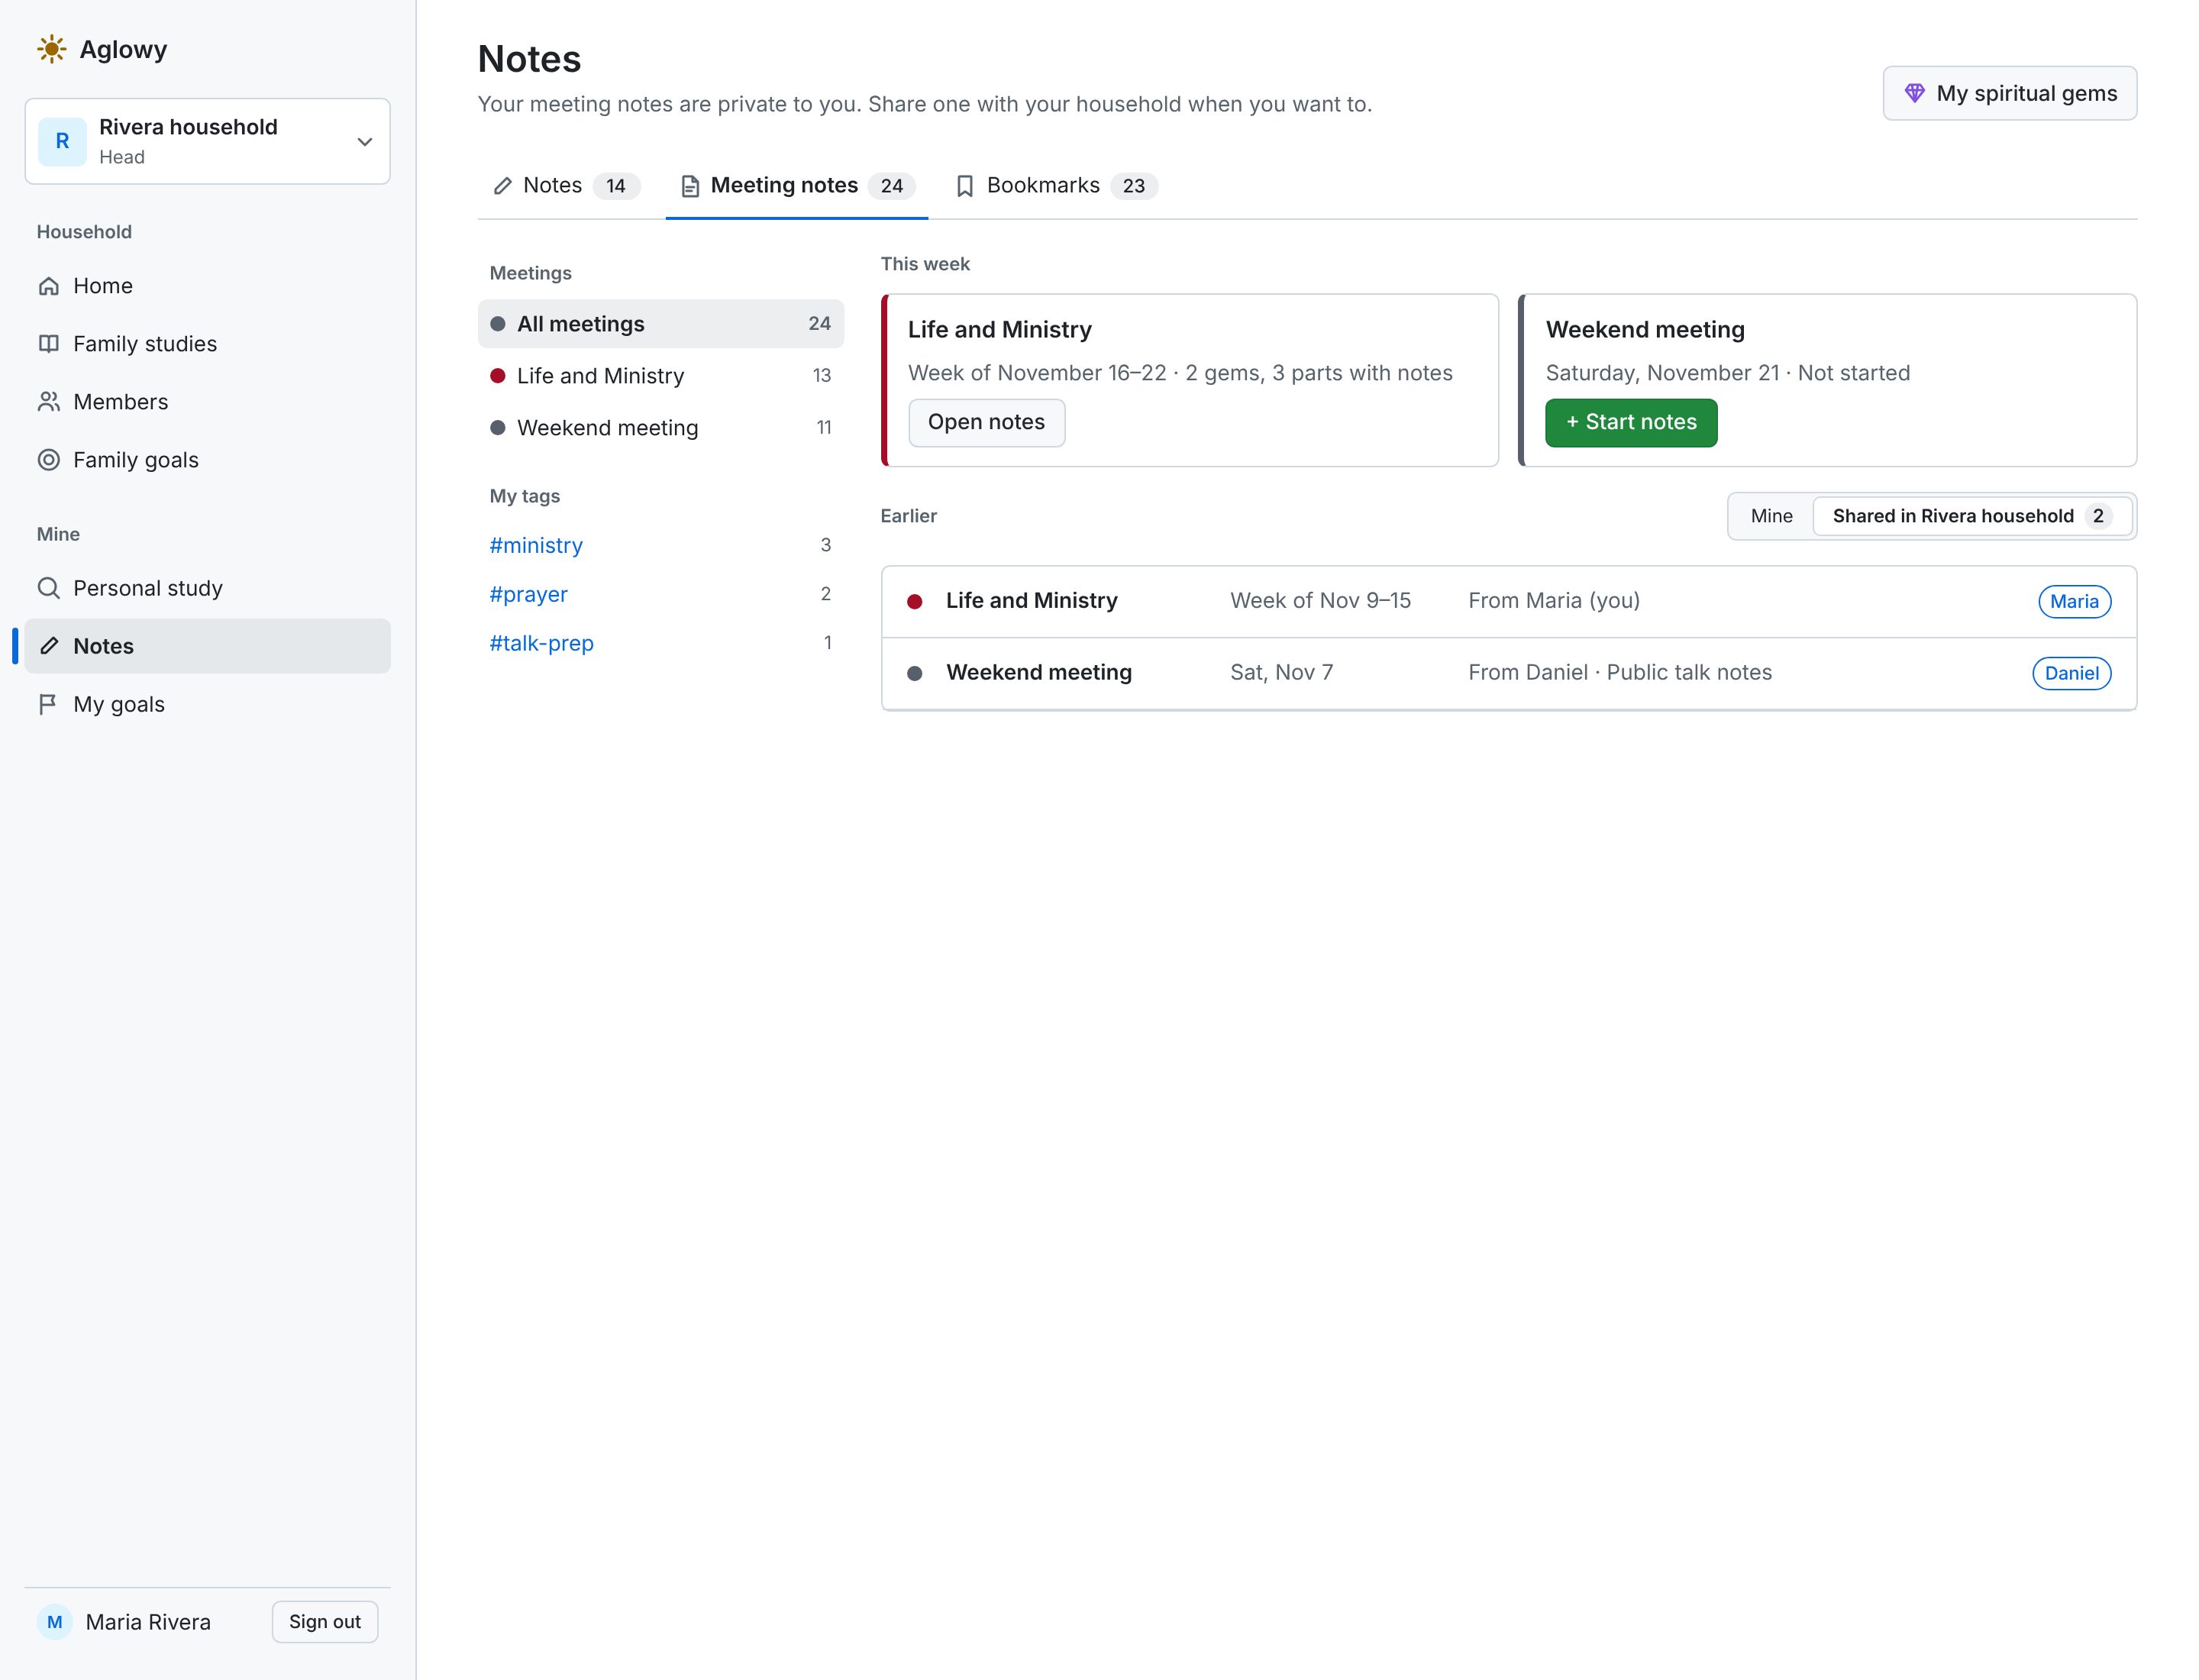 Aglowy
R
Rivera household
Head
Household
Home
Family studies
Members
Family goals
Mine
Personal study
Notes
My goals
M
Maria Rivera
Sign out
Notes
Your meeting notes are private to you. Share one with your household when you want to.
My spiritual gems
Notes 14
Meeting notes 24
Bookmarks 23
Meetings
All meetings 24
Life and Ministry 13
Weekend meeting 11
My tags
#ministry 3
#prayer 2
#talk-prep 1
This week
Life and Ministry
Week of November 16–22 · 2 gems, 3 parts with notes
Open notes
Weekend meeting
Saturday, November 21 · Not started
+ Start notes
Earlier
Mine
Shared in Rivera household 2
Life and Ministry Week of Nov 9–15 From Maria (you) Maria
Weekend meeting Sat, Nov 7 From Daniel · Public talk notes Daniel